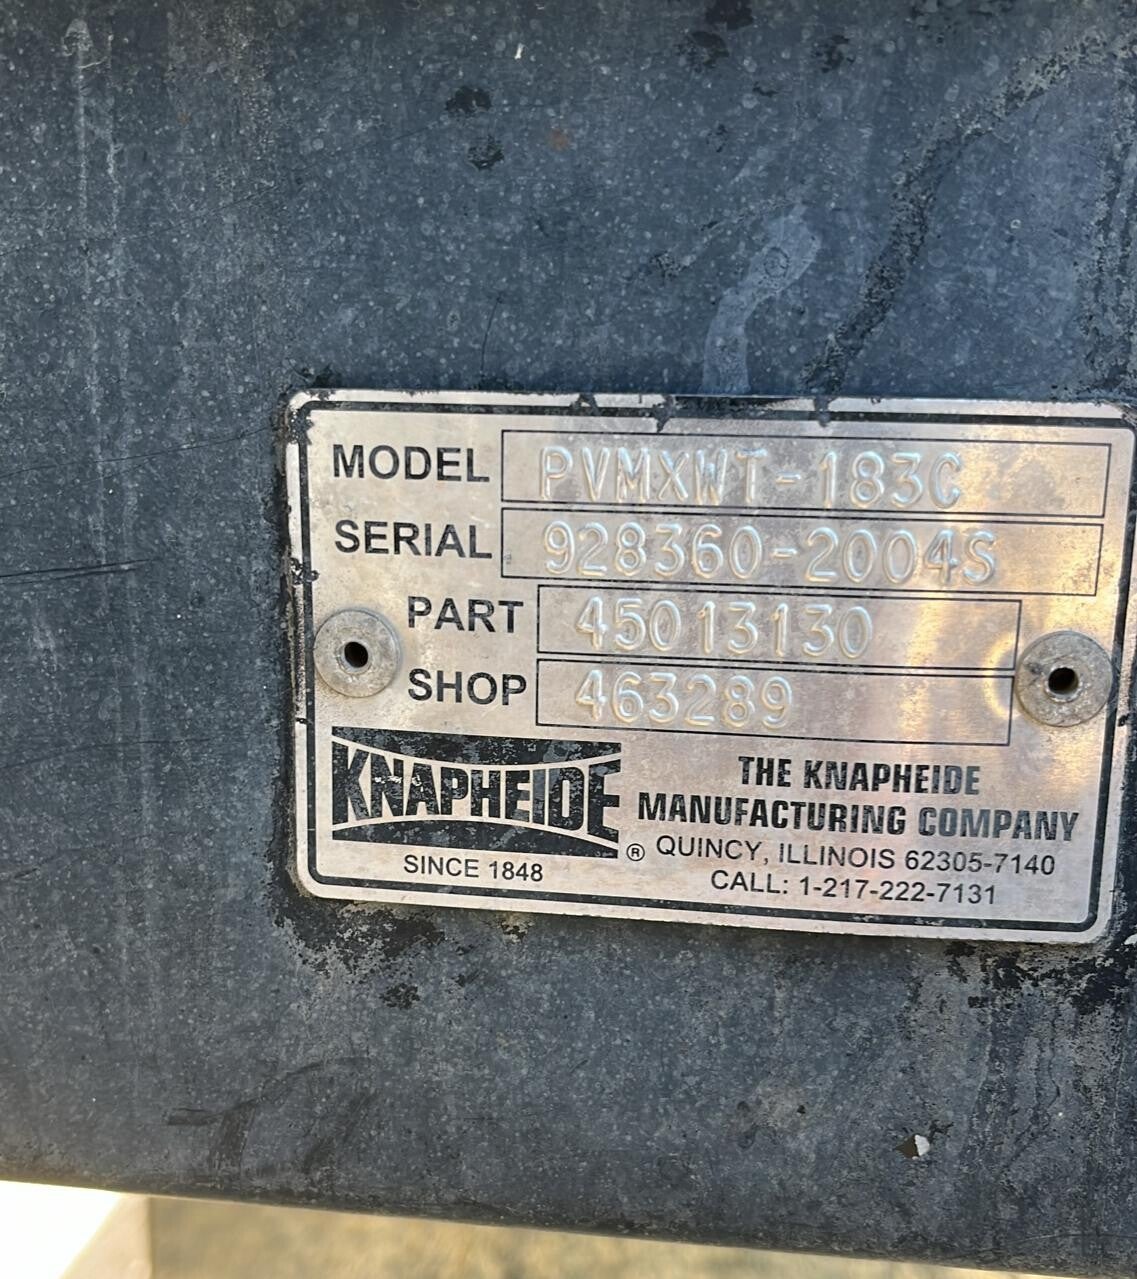 MODEL PVMXWT-183C
SERIAL 928360-2004S
PART 45013130
SHOP 463289
KNAPHEIDE ®
SINCE 1848
THE KNAPHEIDE
MANUFACTURING COMPANY
QUINCY, ILLINOIS 62305-7140
CALL: 1-217-222-7131